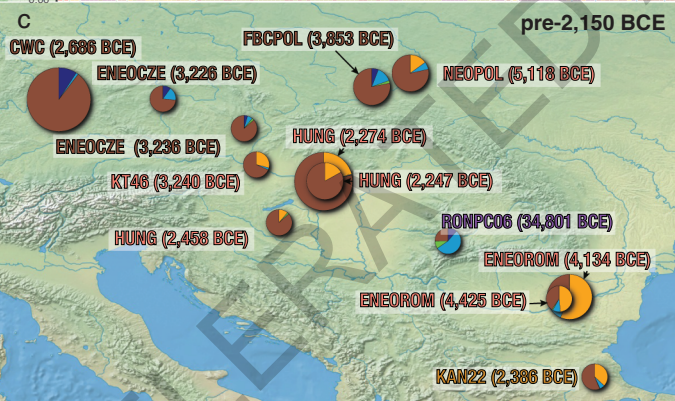 C
pre-2,150 BCE
CWC (2,686 BCE)
FBCPOL (3,853 BCE)
ENEOCZE (3,226 BCE)
NEOPOL (5,118 BCE)
ENEOCZE (3,236 BCE)
HUNG (2,274 BCE)
KT46 (3,240 BCE)
HUNG (2,247 BCE)
HUNG (2,458 BCE)
RONPC06 (34,801 BCE)
ENEOROM (4,134 BCE)
ENEOROM (4,425 BCE)
KAN22 (2,386 BCE)